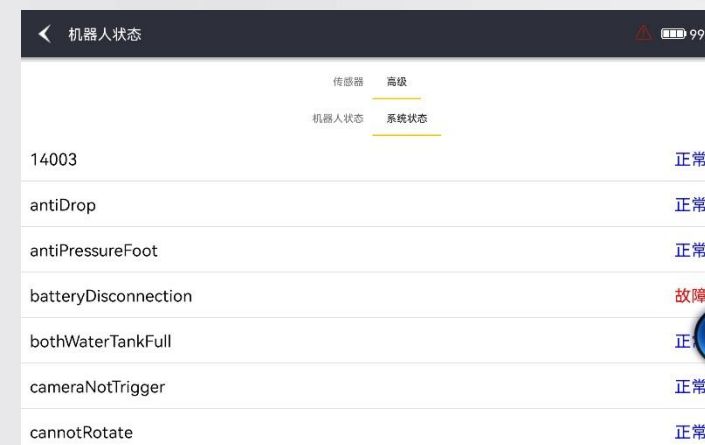 机器人状态 99
传感器 高级
机器人状态 系统状态
14003 正常
antiDrop 正常
antiPressureFoot 正常
batteryDisconnection 故障
bothWaterTankFull 正
cameraNotTrigger 正常
cannotRotate 正常